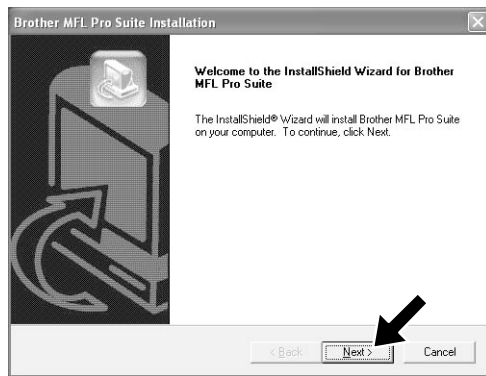 Brother MFL Pro Suite Installation
Welcome to the InstallShield Wizard for Brother
MFL Pro Suite
The InstallShield® Wizard will install Brother MFL Pro Suite
on your computer. To continue, click Next.
< Back
Next >
Cancel